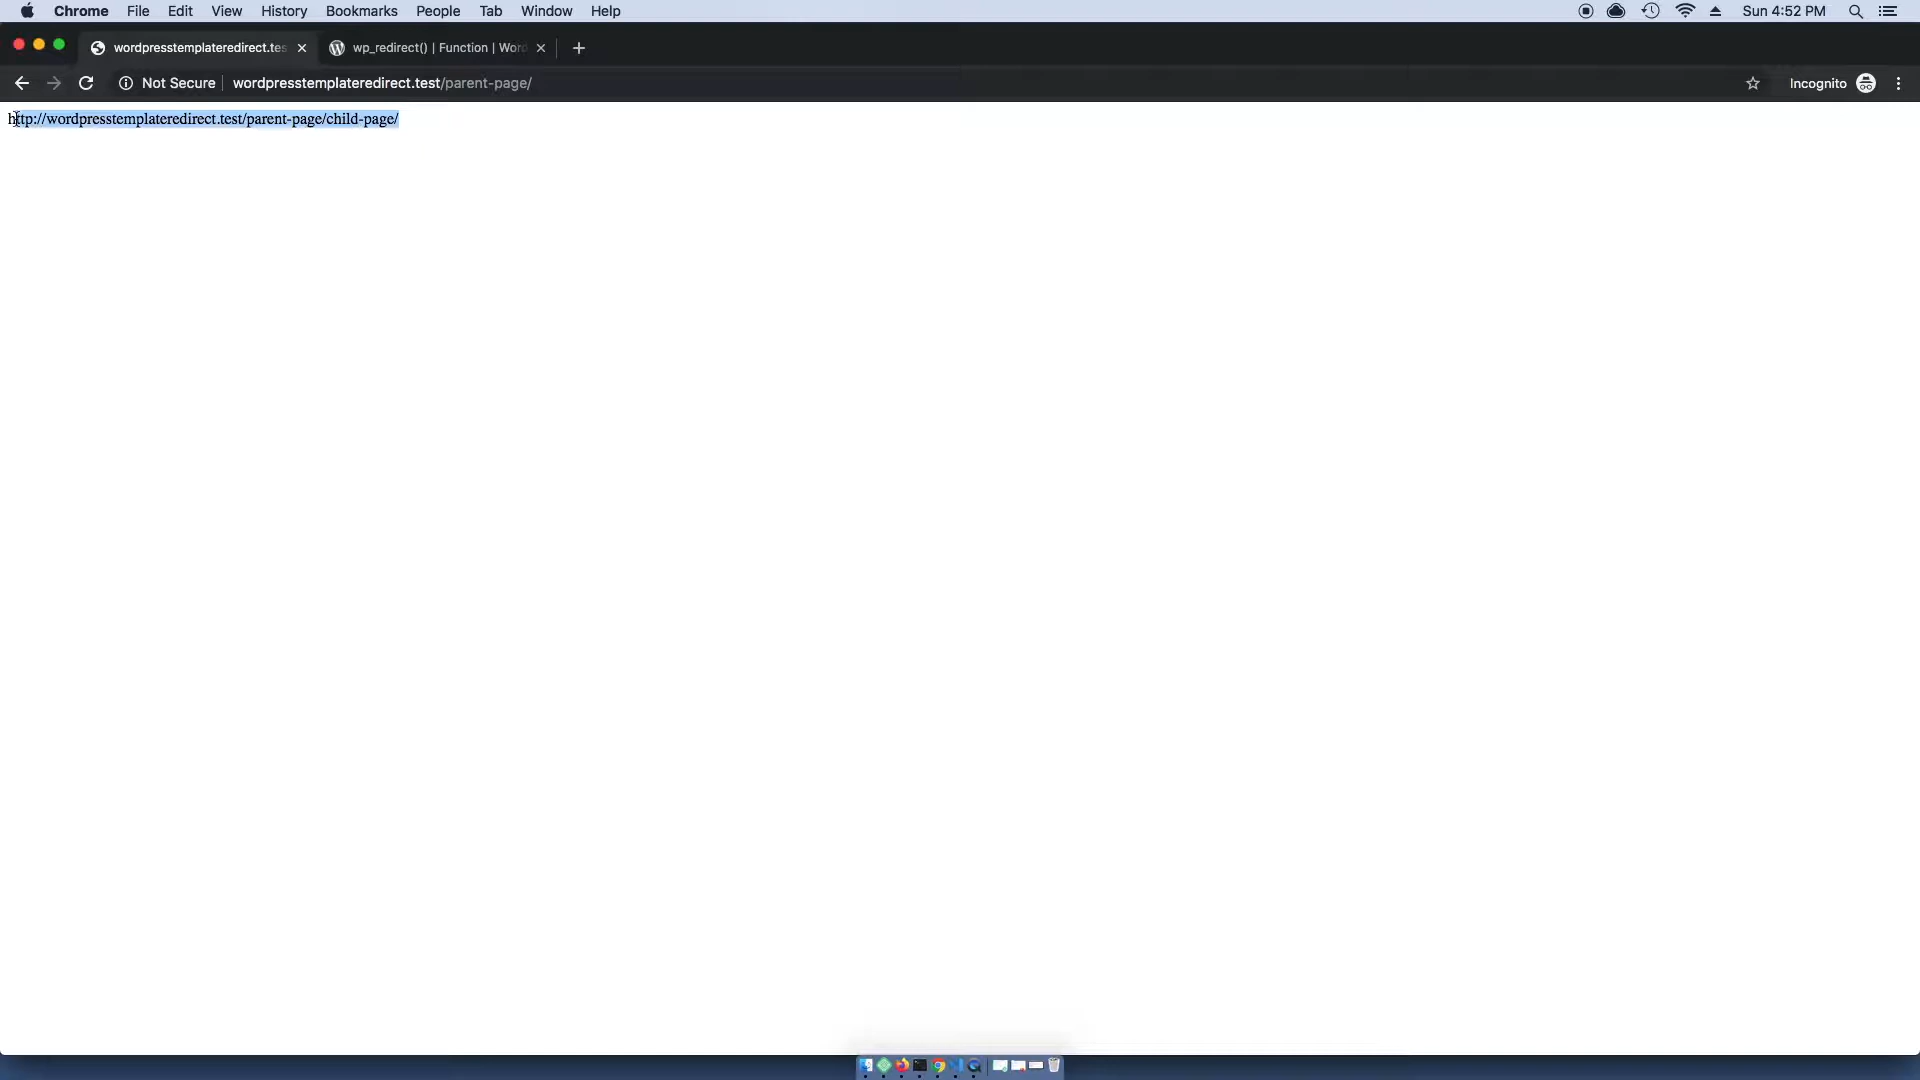 Chrome File Edit View History Bookmarks People Tab Window Help Sun 4:52 PM
wordpresstemplateredirect.tes wp_redirect() | Function | Word
Not Secure wordpresstemplateredirect.test/parent-page/ Incognito
http://wordpresstemplateredirect.test/parent-page/child-page/